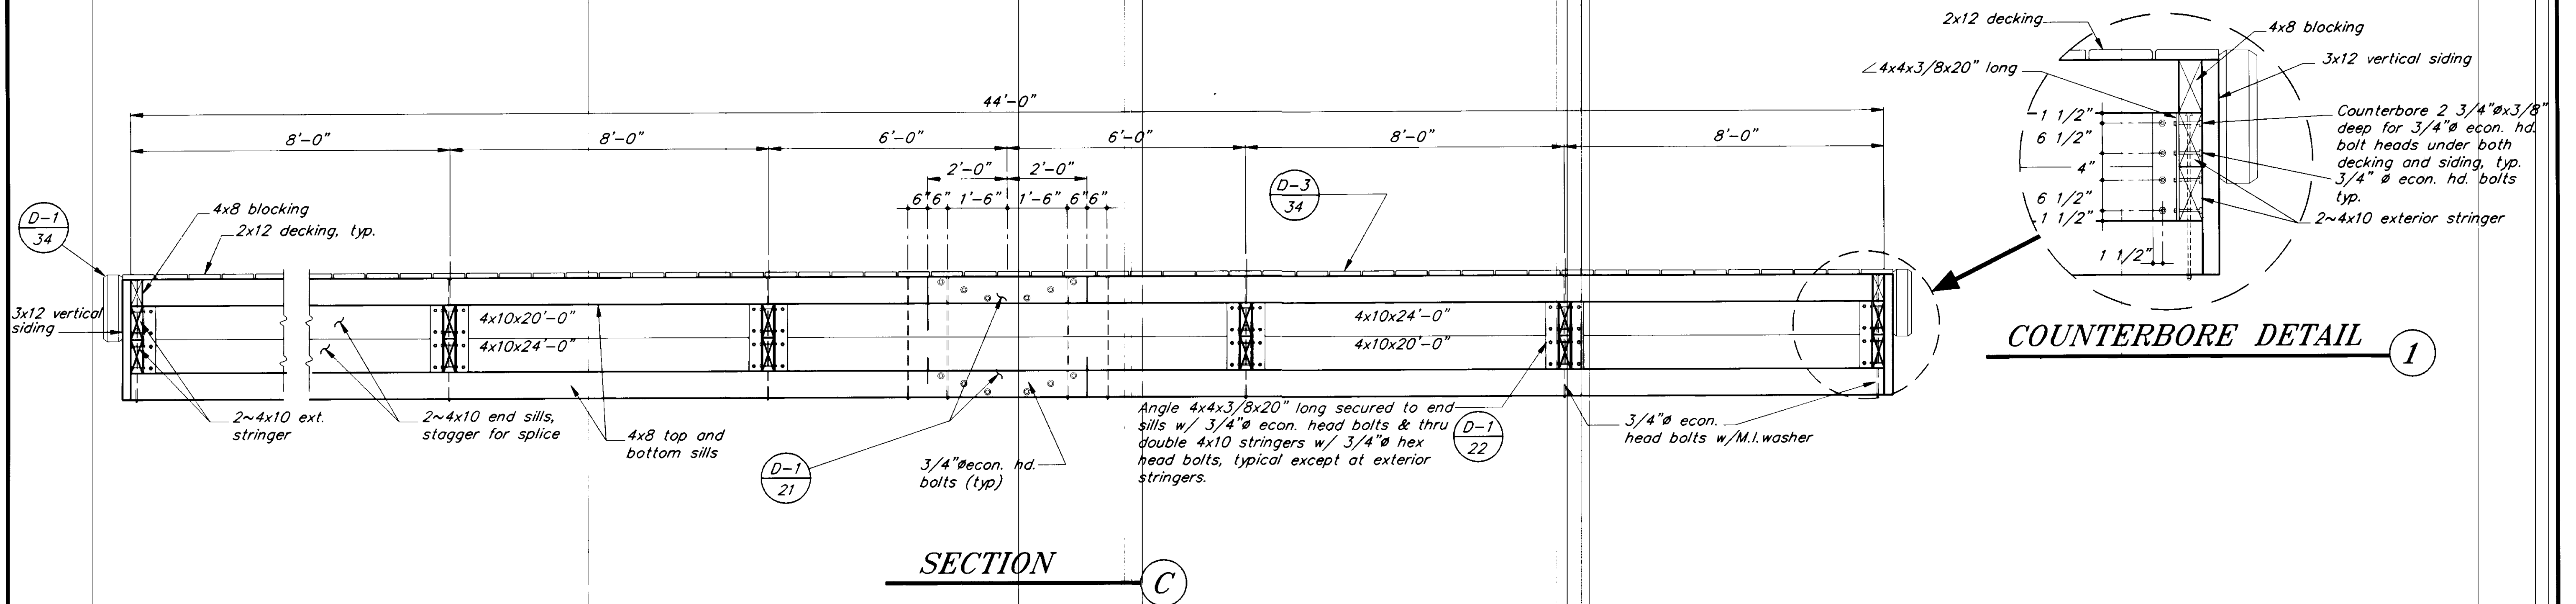 2x12 decking
4x8 blocking
∠4x4x3/8x20" long
3x12 vertical siding
44'-0"
8'-0"
8'-0"
6'-0"
6'-0"
8'-0"
8'-0"
2'-0"
2'-0"
6"
6"
1'-6"
1'-6"
6"
6"
D-3
34
1 1/2"
6 1/2"
4"
6 1/2"
1 1/2"
1 1/2"
Counterbore 2 3/4"øx3/8"
deep for 3/4"ø econ. hd.
bolt heads under both
decking and siding, typ.
3/4" ø econ. hd. bolts
typ.
2~4x10 exterior stringer
D-1
34
4x8 blocking
2x12 decking, typ.
3x12 vertical
siding
4x10x20'-0"
4x10x24'-0"
4x10x24'-0"
4x10x20'-0"
2~4x10 ext.
stringer
2~4x10 end sills,
stagger for splice
4x8 top and
bottom sills
D-1
21
3/4"øecon. hd.
bolts (typ)
Angle 4x4x3/8x20" long secured to end
sills w/ 3/4"ø econ. head bolts & thru
double 4x10 stringers w/ 3/4"ø hex
head bolts, typical except at exterior
stringers.
D-1
22
3/4"ø econ.
head bolts w/M.I.washer
COUNTERBORE DETAIL
1
SECTION
C